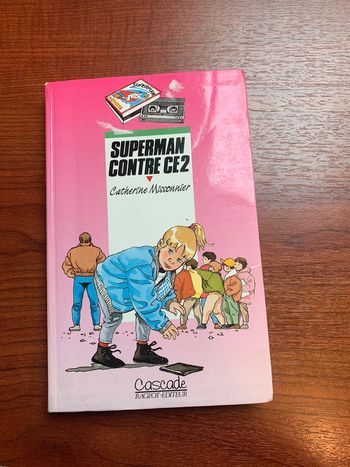 SUPERMAN
CONTRE CE2
Catherine Missonnier
Cascade
RAGEOT·EDITEUR